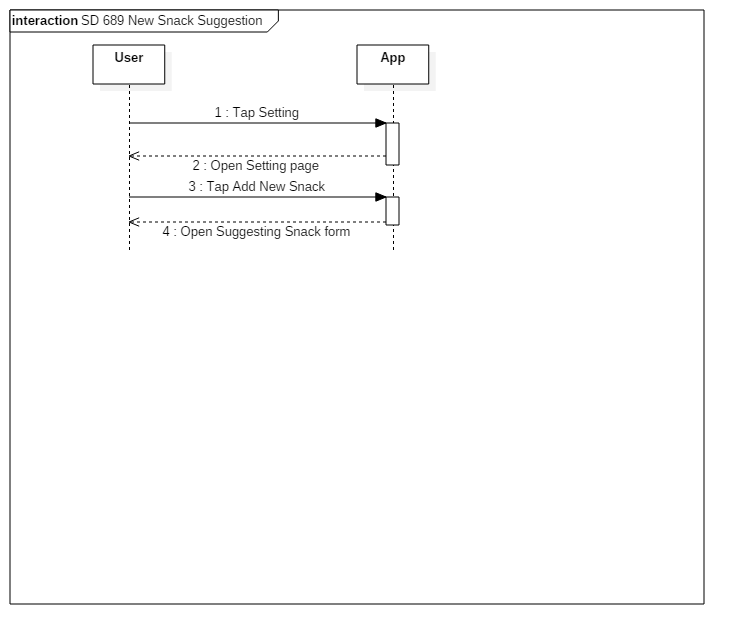 interaction SD 689 New Snack Suggestion
User
App
1 : Tap Setting
2 : Open Setting page
3 : Tap Add New Snack
4 : Open Suggesting Snack form